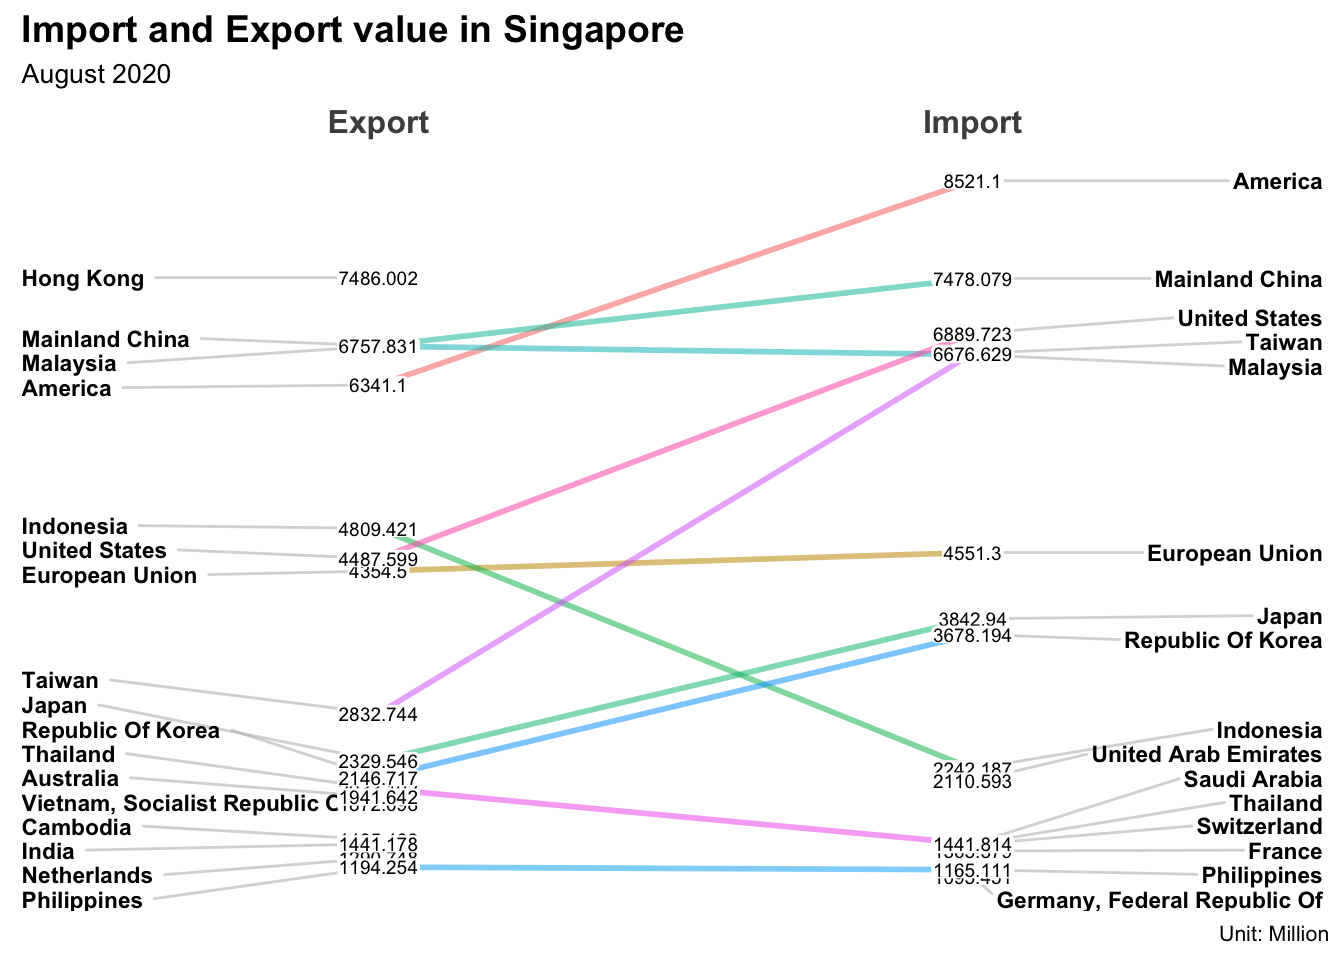 Import and Export value in Singapore
August 2020
Export
Import
8521.1
America
Hong Kong
7486.002
7478.079
Mainland China
Mainland China
Malaysia
6757.831
6889.723
United States
6676.629
Taiwan
Malaysia
America
6341.1
Indonesia
4809.421
United States
4487.599
European Union
4354.5
4551.3
European Union
Taiwan
2832.744
Japan
Republic Of Korea
Thailand
Australia
Vietnam, Socialist Republic
Cambodia
India
Netherlands
Philippines
2329.546
2146.717
1941.642
1441.178
1194.254
3842.94
Japan
3678.194
Republic Of Korea
2242.187
2110.593
1441.814
1165.111
Indonesia
United Arab Emirates
Saudi Arabia
Thailand
Switzerland
France
Philippines
Germany, Federal Republic Of
Unit: Million